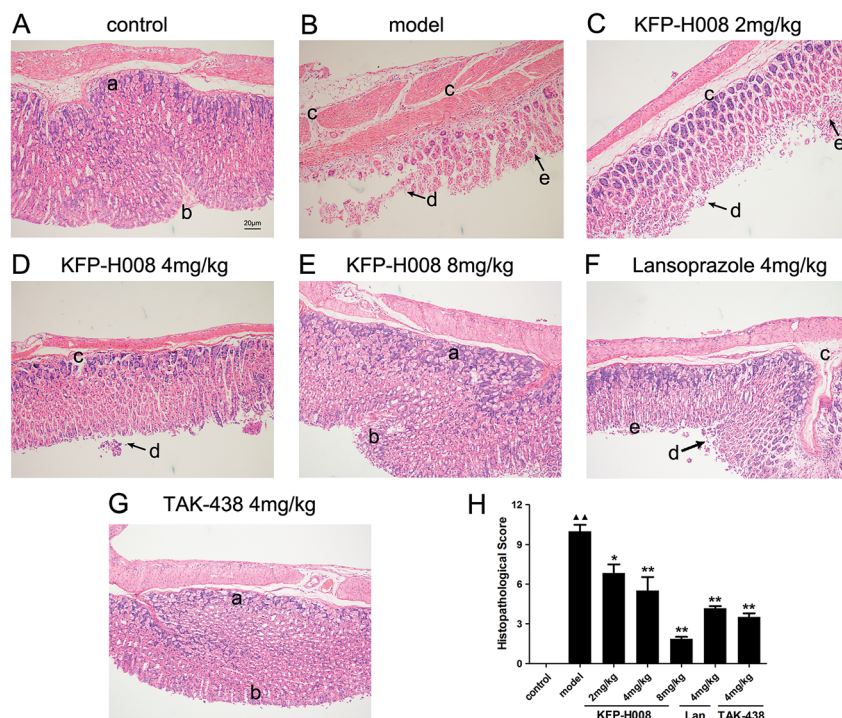 A control
B model
C KFP-H008 2mg/kg
a
b
20μm
c
c
d
e
c
d
e
D KFP-H008 4mg/kg
E KFP-H008 8mg/kg
F Lansoprazole 4mg/kg
c
d
a
b
c
e
d
G TAK-438 4mg/kg
a
b
H
Histopathological Score
12
9
6
3
0
▲▲
*
**
**
**
**
control
model
2mg/kg
4mg/kg
8mg/kg
4mg/kg
4mg/kg
KFP-H008
Lan
TAK-438